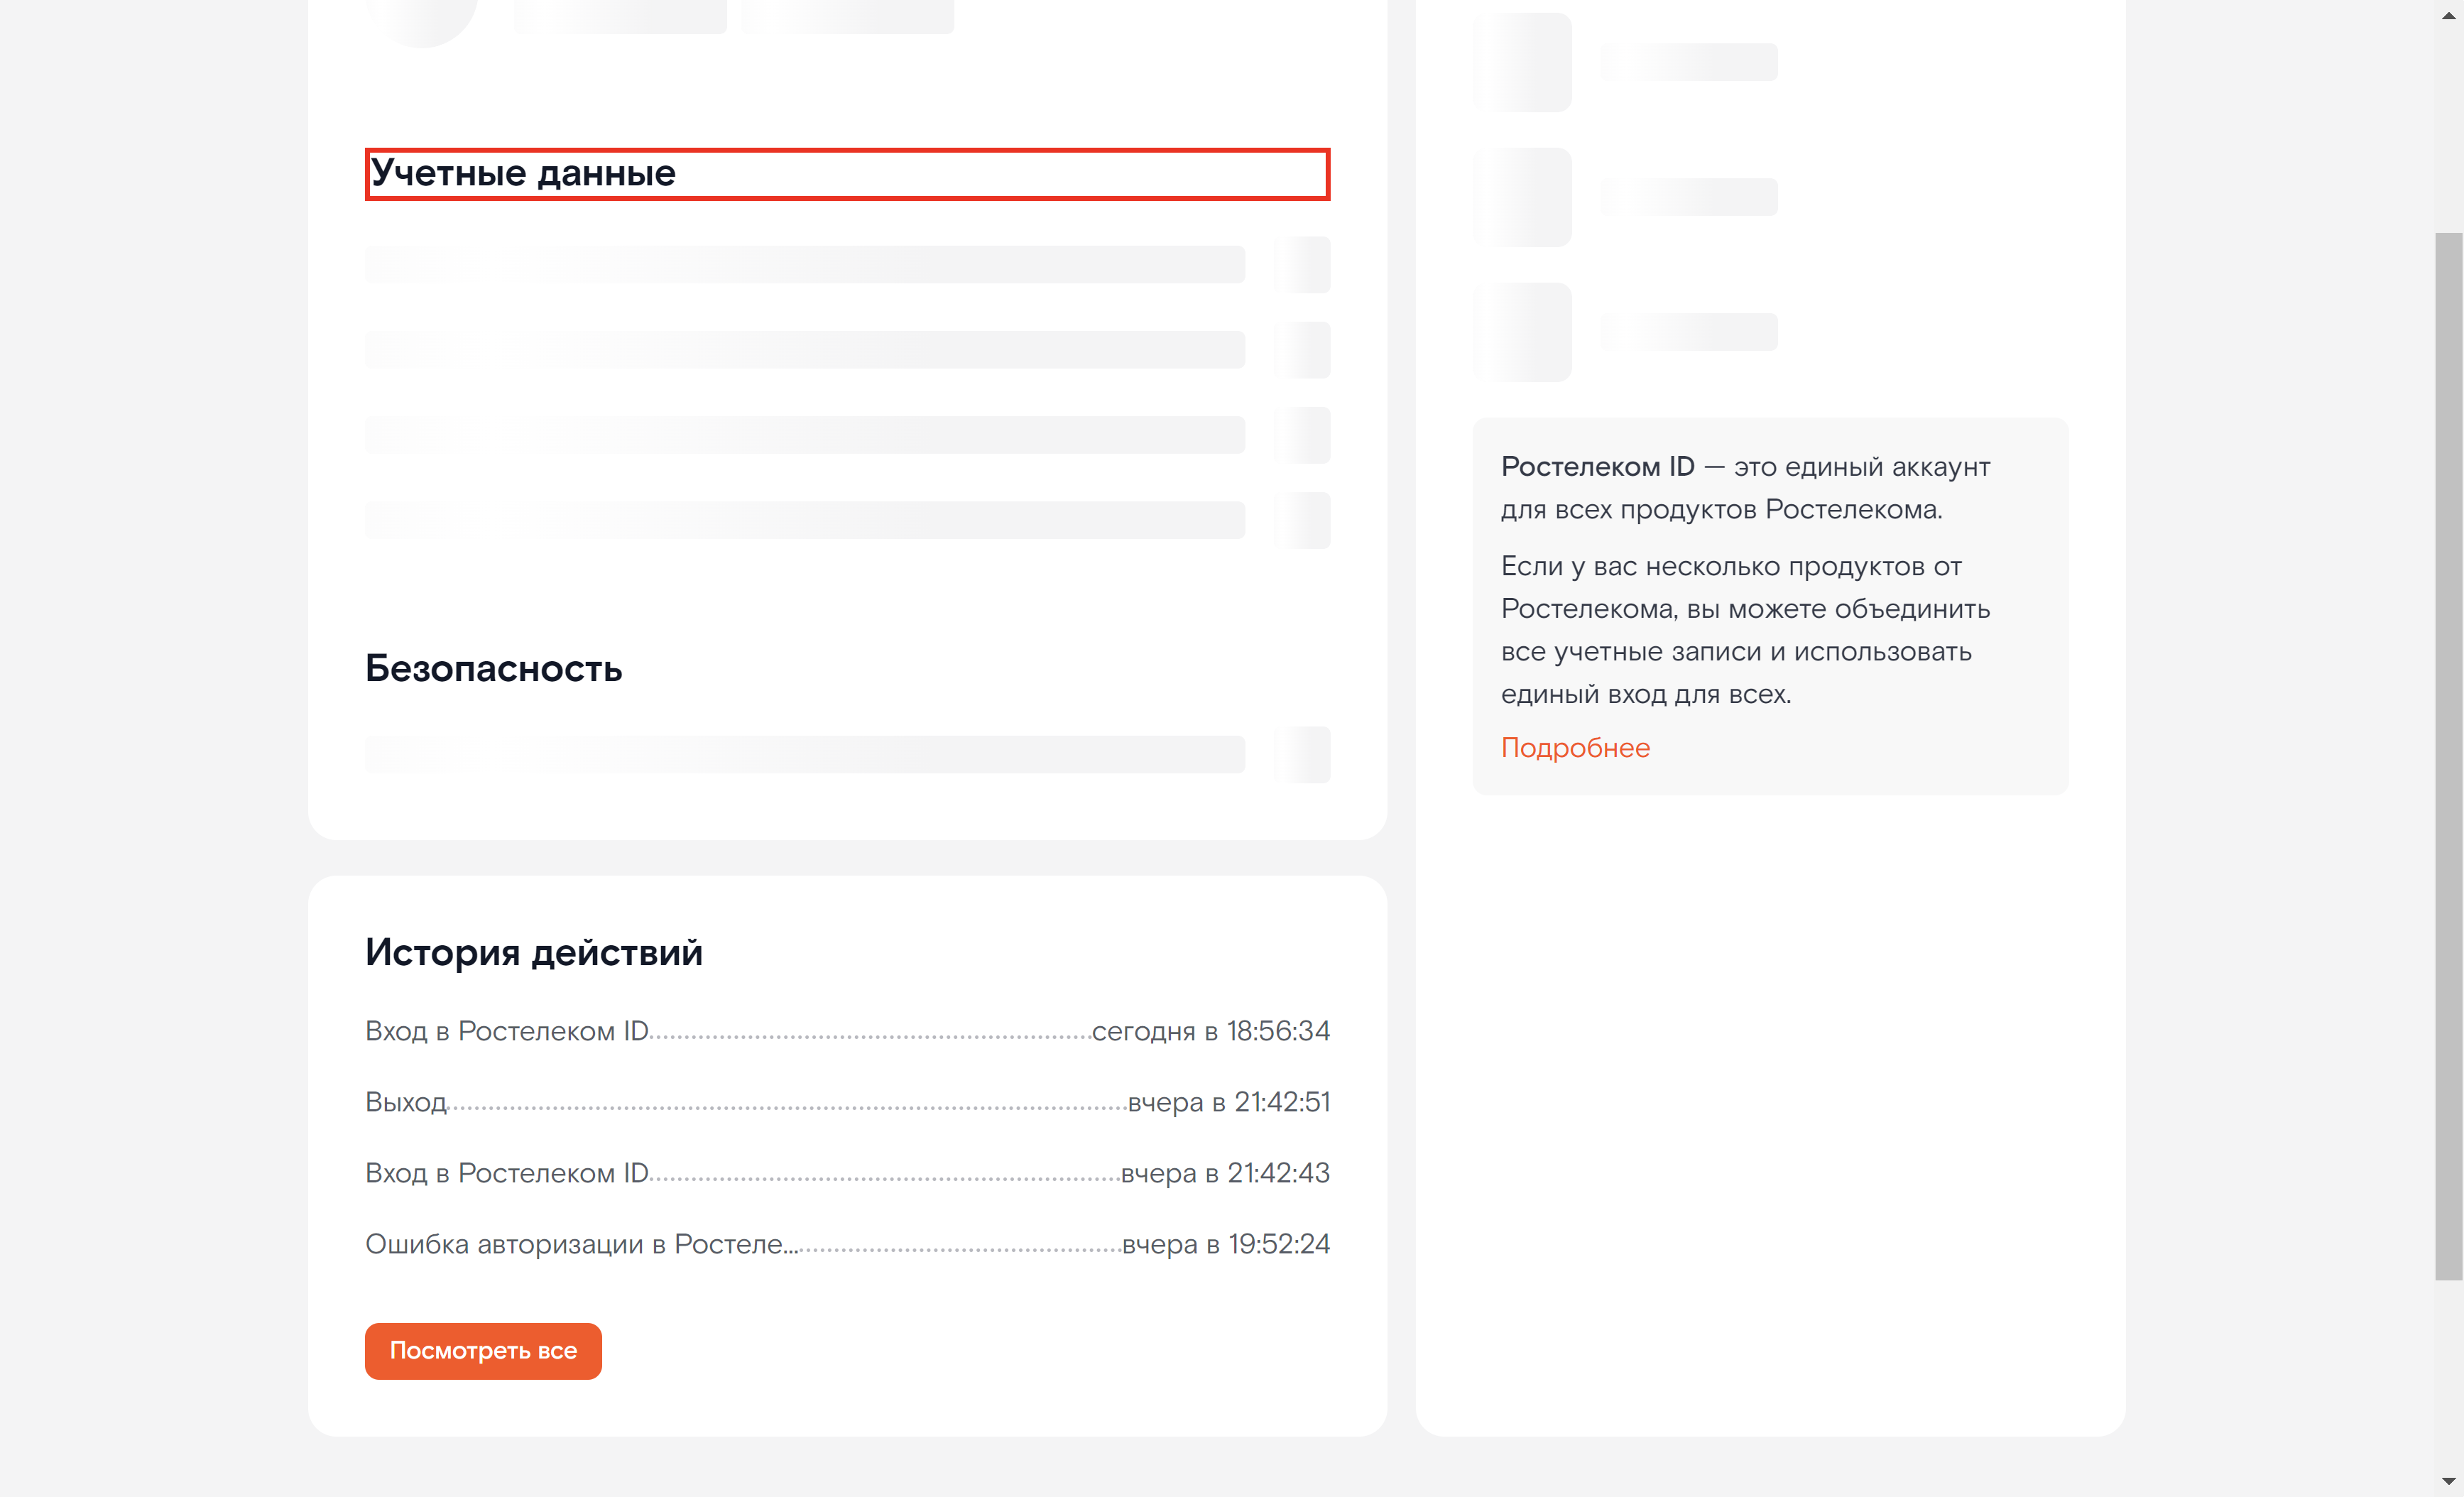 Учетные данные
Безопасность
История действий
Вход в Ростелеком ID сегодня в 18:56:34
Выход вчера в 21:42:51
Вход в Ростелеком ID вчера в 21:42:43
Ошибка авторизации в Ростеле... вчера в 19:52:24
Посмотреть все
Ростелеком ID — это единый аккаунт
для всех продуктов Ростелекома.
Если у вас несколько продуктов от
Ростелекома, вы можете объединить
все учетные записи и использовать
единый вход для всех.
Подробнее